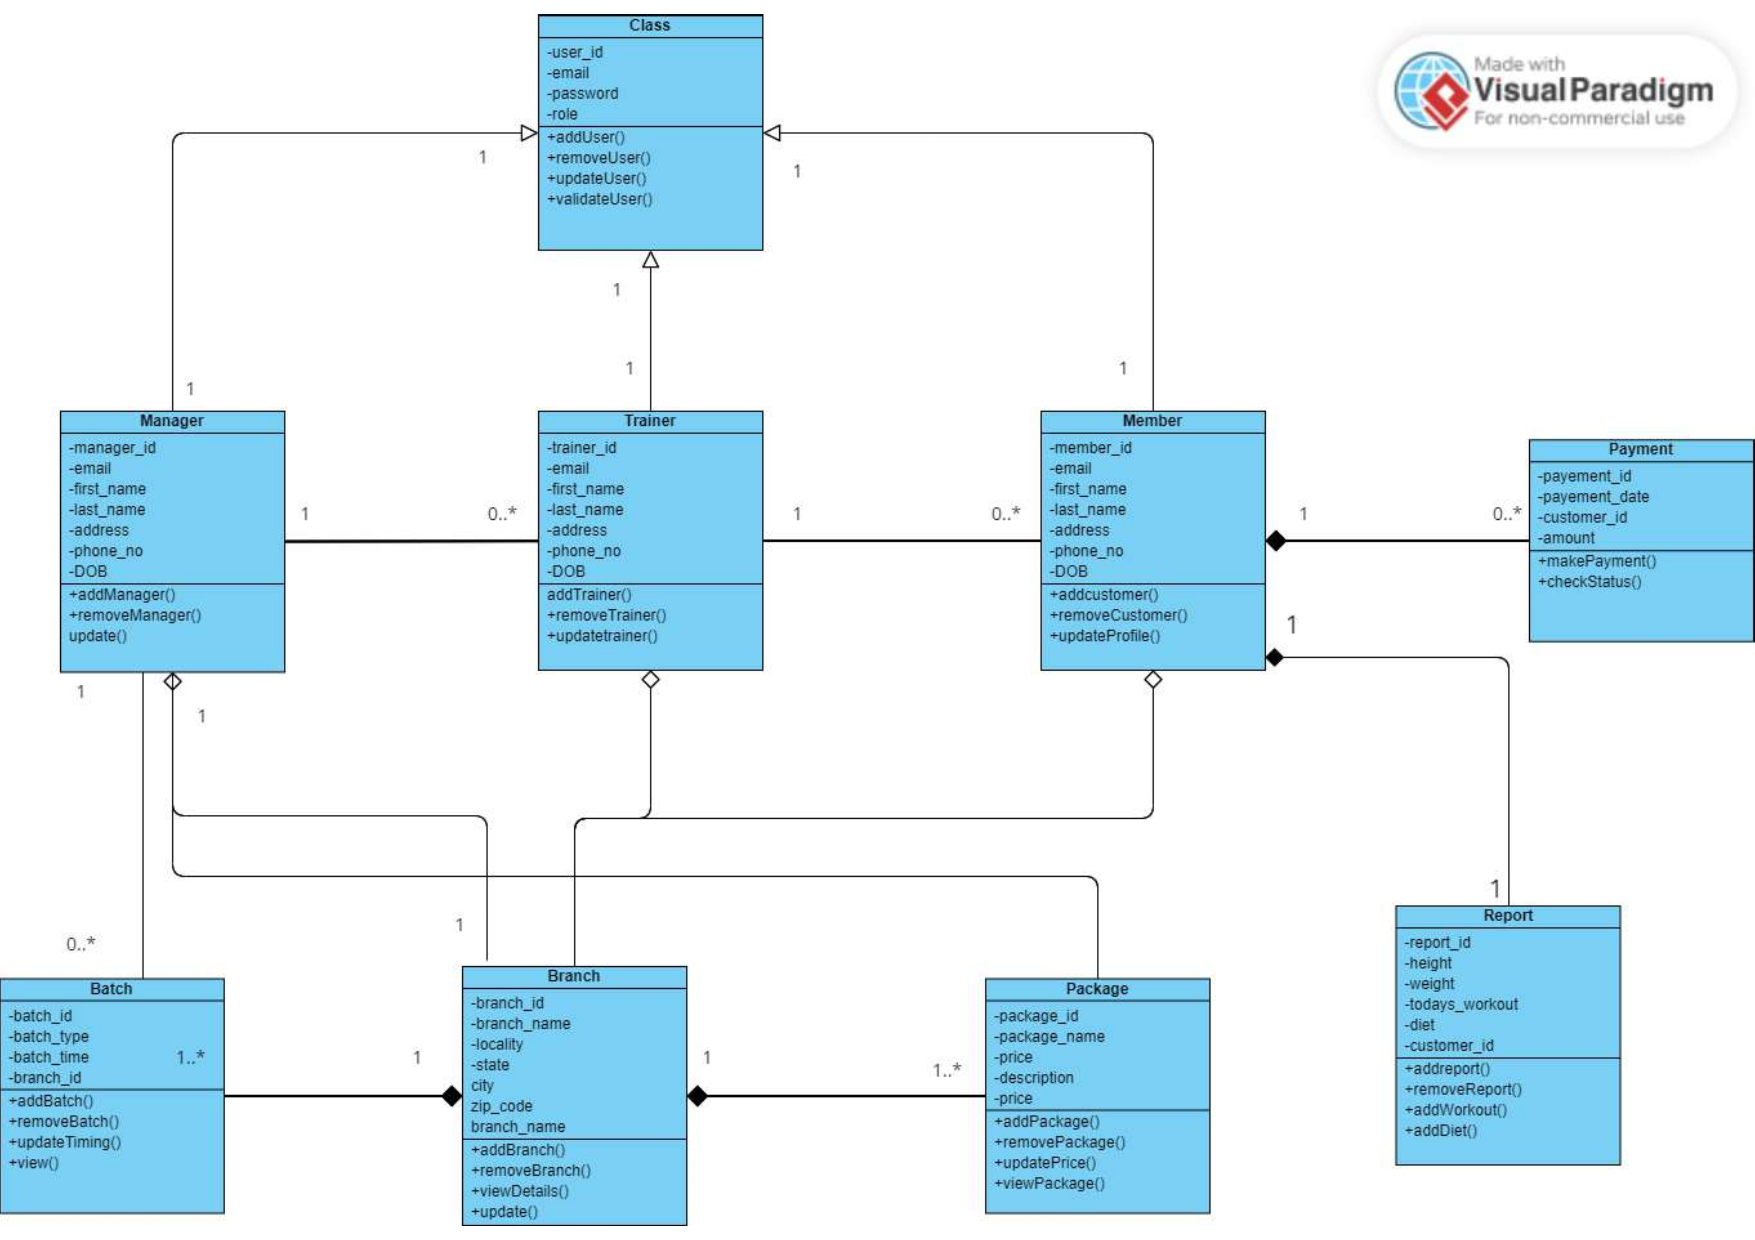 Class
-user_id
-email
-password
-role
+addUser()
+removeUser()
+updateUser()
+validateUser()
Made with
Visual Paradigm
For non-commercial use
1
1
1
1
1
1
Manager
-manager_id
-email
-first_name
-last_name
-address
-phone_no
-DOB
+addManager()
+removeManager()
update()
1
0..*
Trainer
-trainer_id
-email
-first_name
-last_name
-address
-phone_no
-DOB
addTrainer()
+removeTrainer()
+updatetrainer()
1
0..*
Member
-member_id
-email
-first_name
-last_name
-address
-phone_no
-DOB
+addcustomer()
+removeCustomer()
+updateProfile()
1
0..*
Payment
-payement_id
-payement_date
-customer_id
-amount
+makePayment()
+checkStatus()
1
1
1
1
0..*
1
Batch
-batch_id
-batch_type
-batch_time
-branch_id
+addBatch()
+removeBatch()
+updateTiming()
+view()
1..*
1
Branch
-branch_id
-branch_name
-locality
-state
city
zip_code
branch_name
+addBranch()
+removeBranch()
+viewDetails()
+update()
1
1..*
Package
-package_id
-package_name
-price
-description
-price
+addPackage()
+removePackage()
+updatePrice()
+viewPackage()
Report
-report_id
-height
-weight
-todays_workout
-diet
-customer_id
+addreport()
+removeReport()
+addWorkout()
+addDiet()